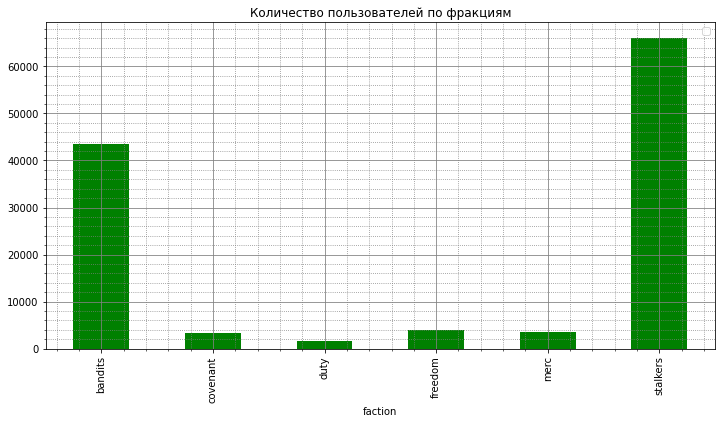 Количество пользователей по фракциям
60000
50000
40000
30000
20000
10000
0
bandits
covenant
duty
freedom
merc
stalkers
faction